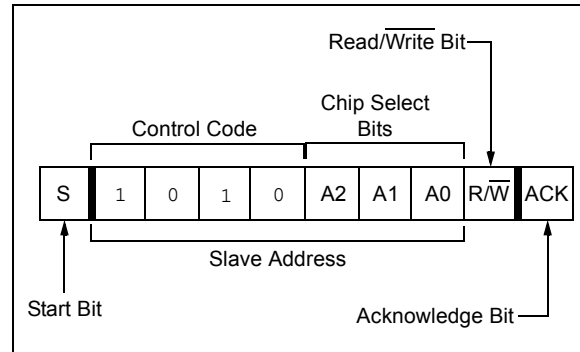 Read/Write Bit
Chip Select
Bits
Control Code
S 1 0 1 0 A2 A1 A0 R/W ACK
Slave Address
Start Bit
Acknowledge Bit